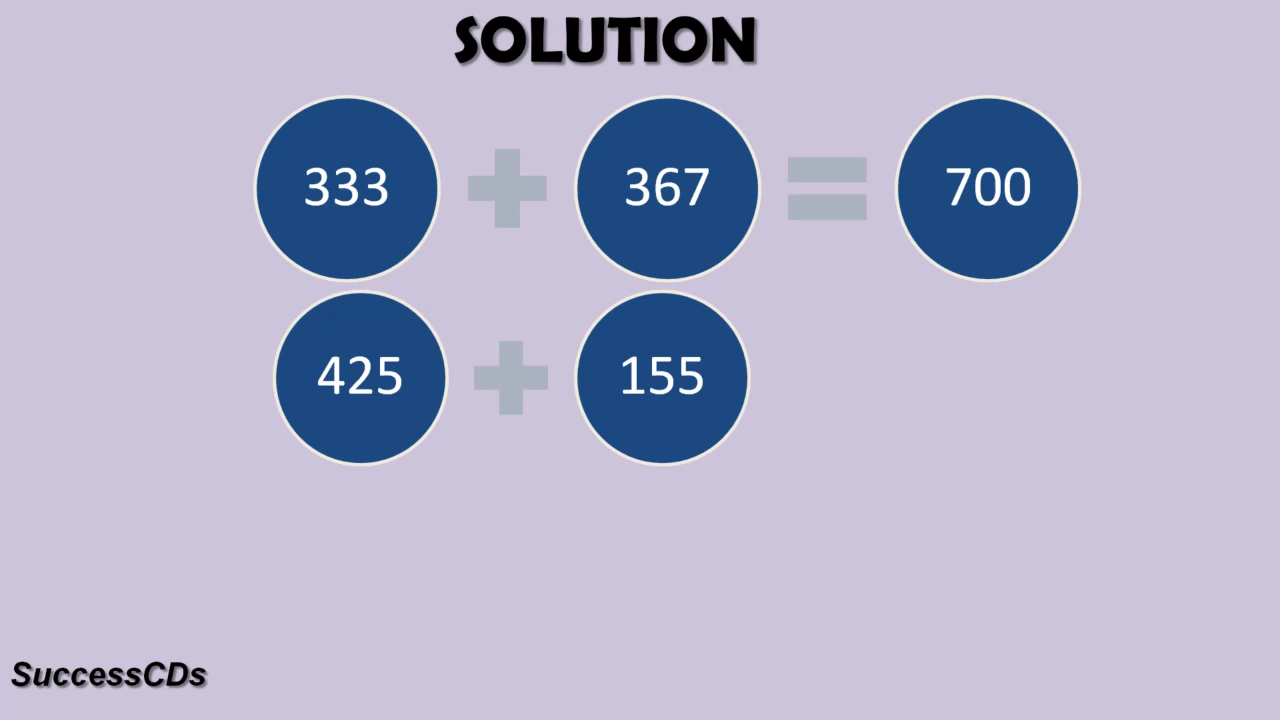 SOLUTION
333 + 367 = 700
425 + 155
SuccessCDs